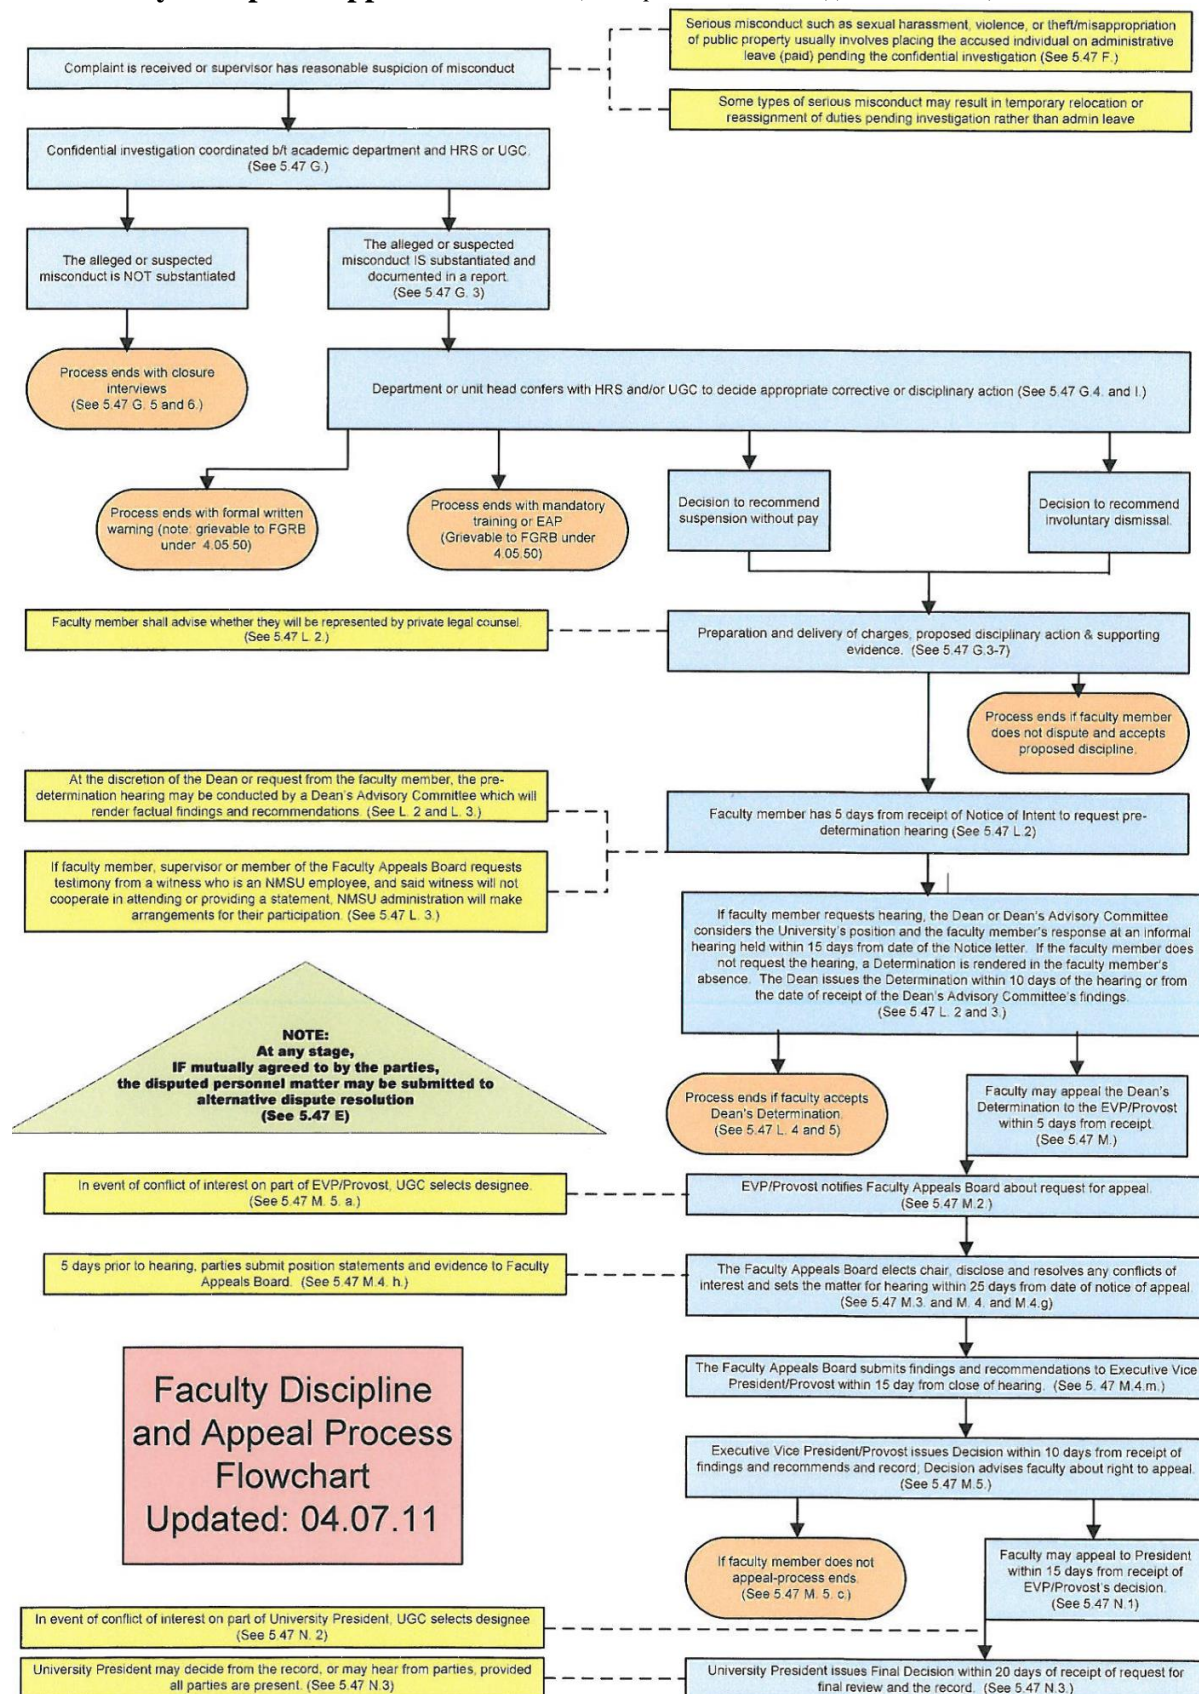 Serious misconduct such as sexual harassment, violence, or theft/misappropriation
of public property usually involves placing the accused individual on administrative
leave (paid) pending the confidential investigation (See 5.47 F.)
Complaint is received or supervisor has reasonable suspicion of misconduct
Some types of serious misconduct may result in temporary relocation or
reassignment of duties pending investigation rather than admin leave
Confidential investigation coordinated b/t academic department and HRS or UGC.
(See 5.47 G.)
The alleged or suspected
misconduct is NOT substantiated
The alleged or suspected
misconduct IS substantiated and
documented in a report.
(See 5.47 G. 3)
Process ends with closure
interviews
(See 5.47 G. 5 and 6.)
Department or unit head confers with HRS and/or UGC to decide appropriate corrective or disciplinary action (See 5.47 G.4. and I.)
Process ends with formal written
warning (note: grievable to FGRB
under 4.05.50)
Process ends with mandatory
training or EAP
(Grievable to FGRB under
4.05.50)
Decision to recommend
suspension without pay
Decision to recommend
involuntary dismissal.
Faculty member shall advise whether they will be represented by private legal counsel.
(See 5.47 L. 2.)
Preparation and delivery of charges, proposed disciplinary action & supporting
evidence. (See 5.47 G.3-7)
Process ends if faculty member
does not dispute and accepts
proposed discipline.
At the discretion of the Dean or request from the faculty member, the pre-
determination hearing may be conducted by a Dean's Advisory Committee which will
render factual findings and recommendations. (See L. 2 and L. 3.)
Faculty member has 5 days from receipt of Notice of Intent to request pre-
determination hearing (See 5.47 L.2)
If faculty member, supervisor or member of the Faculty Appeals Board requests
testimony from a witness who is an NMSU employee, and said witness will not
cooperate in attending or providing a statement, NMSU administration will make
arrangements for their participation. (See 5.47 L. 3.)
If faculty member requests hearing, the Dean or Dean's Advisory Committee
considers the University's position and the faculty member's response at an informal
hearing held within 15 days from date of the Notice letter. If the faculty member does
not request the hearing, a Determination is rendered in the faculty member's
absence. The Dean issues the Determination within 10 days of the hearing or from
the date of receipt of the Dean's Advisory Committee's findings.
(See 5.47 L. 2 and 3.)
NOTE:
At any stage,
IF mutually agreed to by the parties,
the disputed personnel matter may be submitted to
alternative dispute resolution
(See 5.47 E)
Process ends if faculty accepts
Dean's Determination.
(See 5.47 L. 4 and 5)
Faculty may appeal the Dean's
Determination to the EVP/Provost
within 5 days from receipt.
(See 5.47 M.)
In event of conflict of interest on part of EVP/Provost, UGC selects designee.
(See 5.47 M. 5. a.)
EVP/Provost notifies Faculty Appeals Board about request for appeal.
(See 5.47 M.2.)
5 days prior to hearing, parties submit position statements and evidence to Faculty
Appeals Board. (See 5.47 M.4. h.)
The Faculty Appeals Board elects chair, disclose and resolves any conflicts of
interest and sets the matter for hearing within 25 days from date of notice of appeal.
(See 5.47 M.3. and M. 4. and M.4.g)
The Faculty Appeals Board submits findings and recommendations to Executive Vice
President/Provost within 15 day from close of hearing. (See 5. 47 M.4.m.)
Faculty Discipline
and Appeal Process
Flowchart
Updated: 04.07.11
Executive Vice President/Provost issues Decision within 10 days from receipt of
findings and recommends and record; Decision advises faculty about right to appeal.
(See 5.47 M.5.)
If faculty member does not
appeal-process ends.
(See 5.47 M. 5. c.)
Faculty may appeal to President
within 15 days from receipt of
EVP/Provost's decision.
(See 5.47 N.1)
In event of conflict of interest on part of University President, UGC selects designee
(See 5.47 N. 2)
University President may decide from the record, or may hear from parties, provided
all parties are present. (See 5.47 N.3)
University President issues Final Decision within 20 days of receipt of request for
final review and the record. (See 5.47 N.3.)